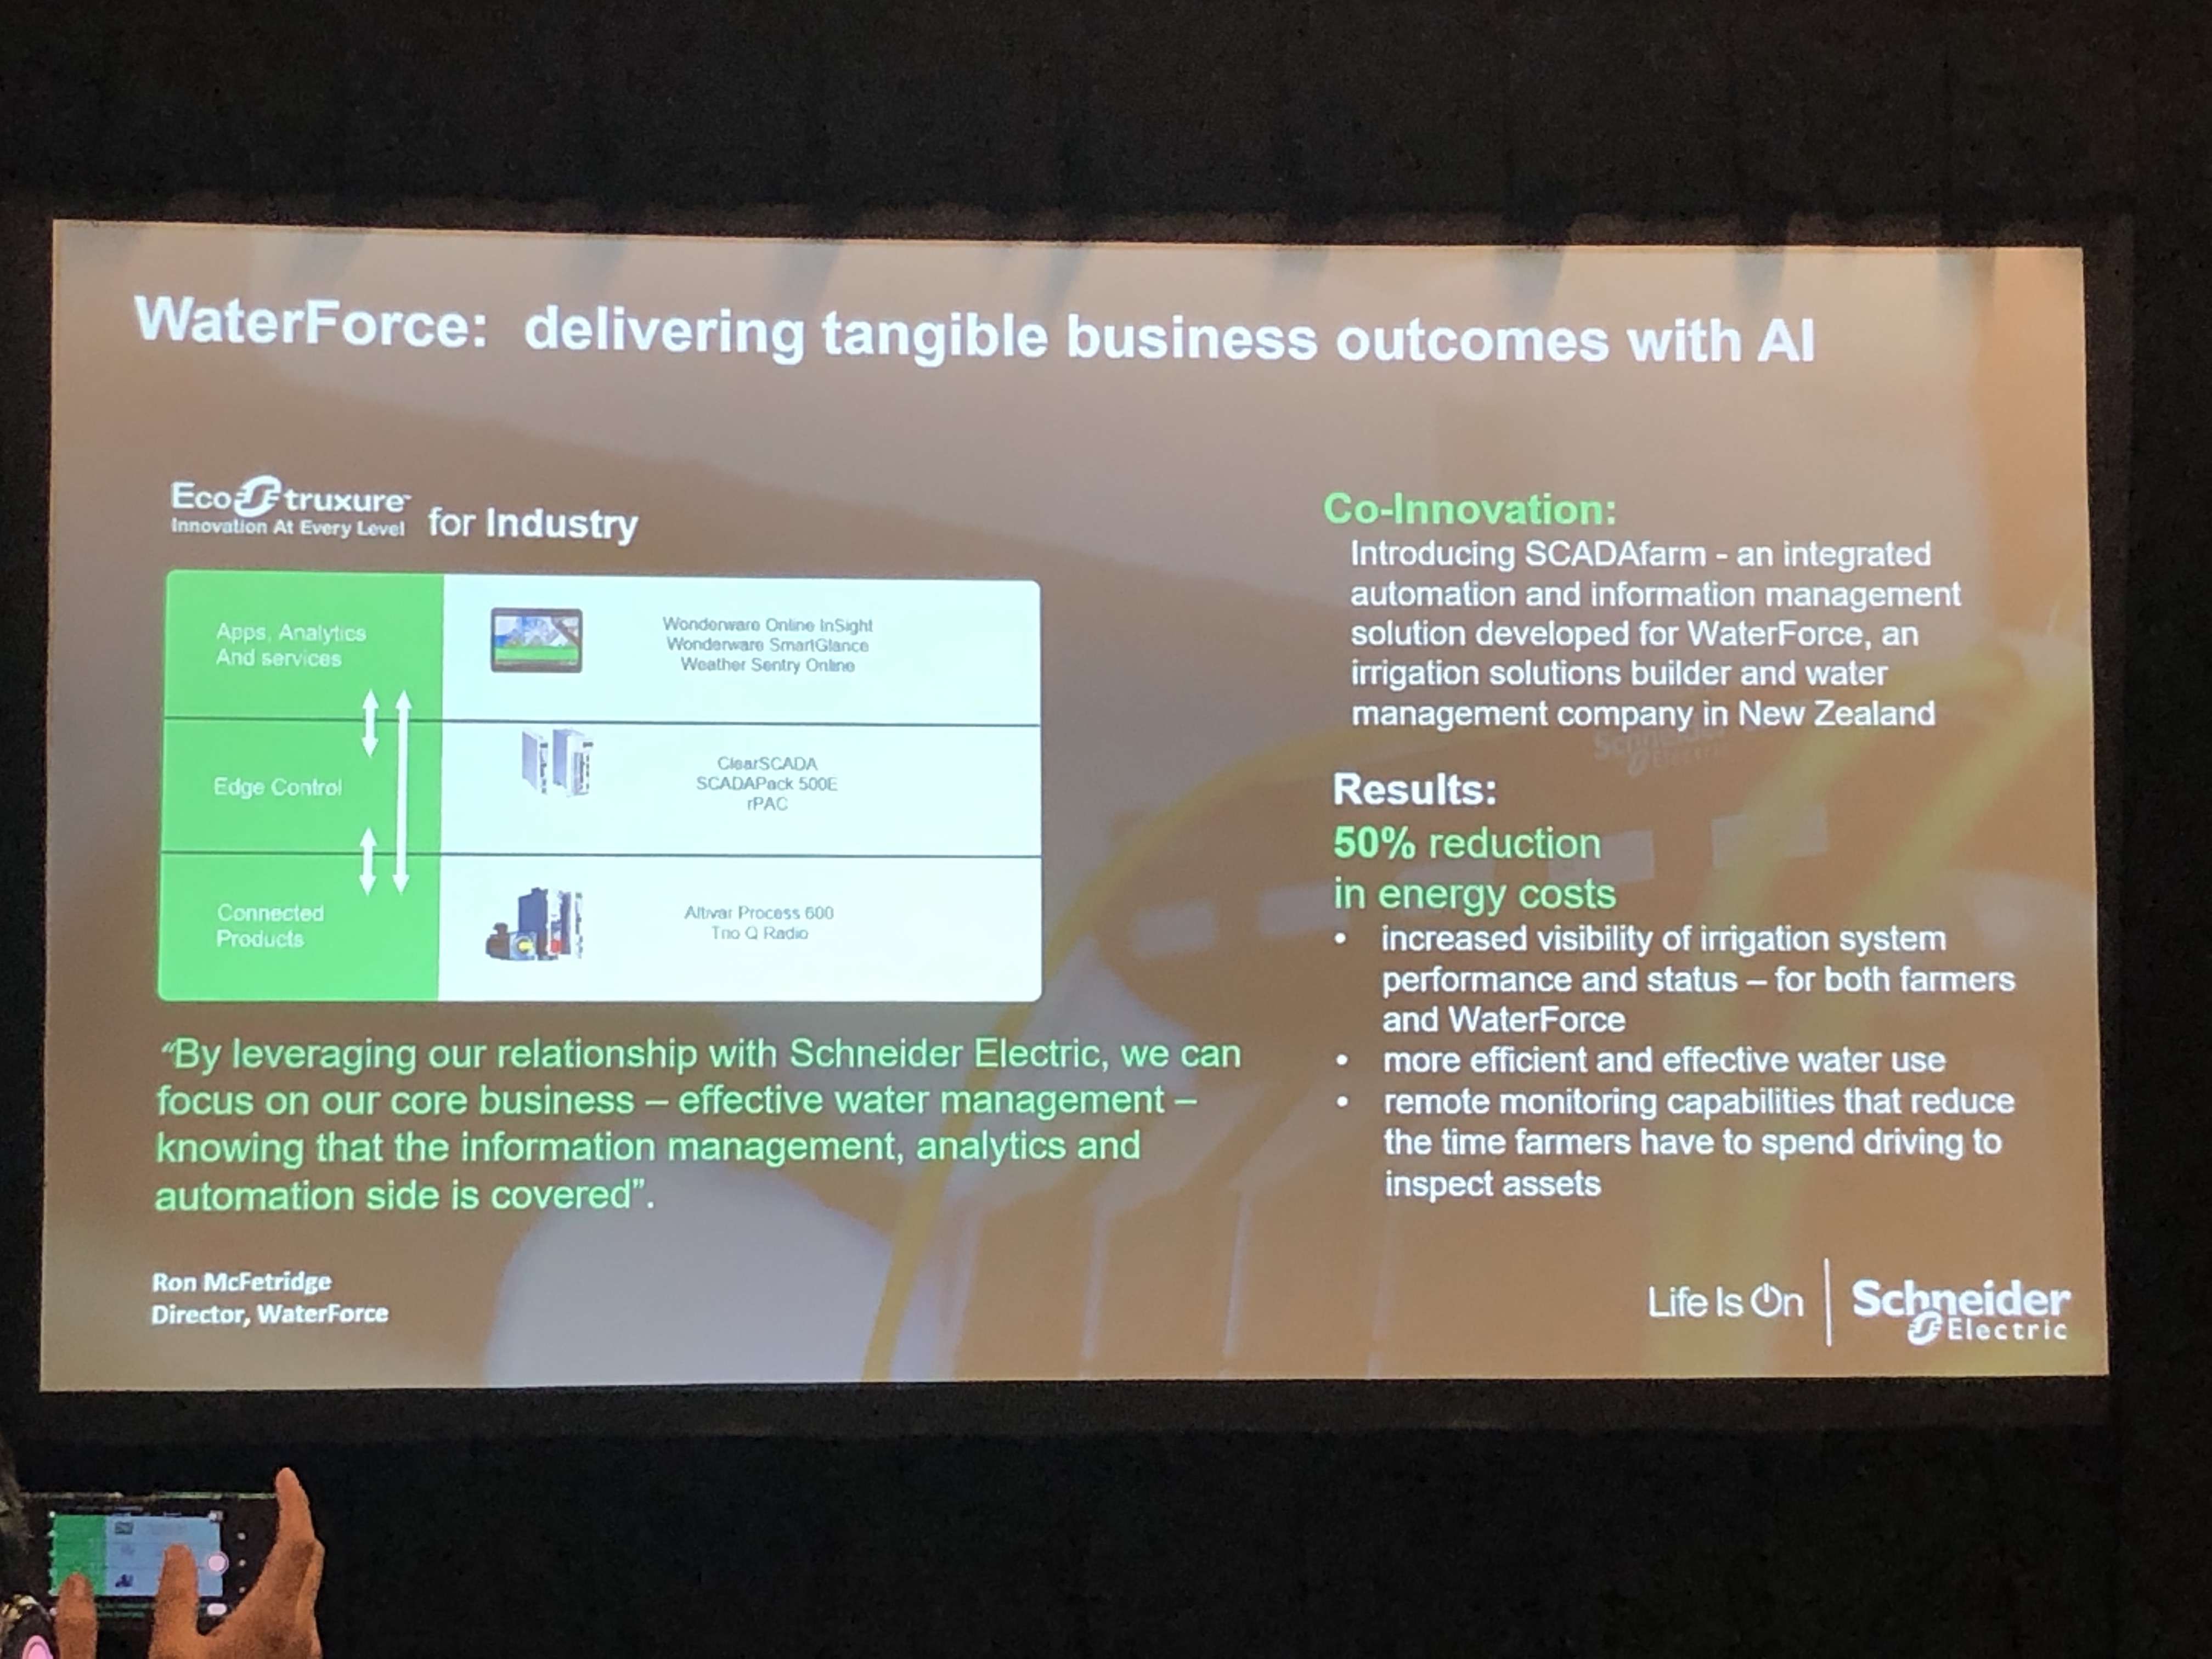 WaterForce: delivering tangible business outcomes with AI
EcoStruxure™
Innovation At Every Level
for Industry
Apps, Analytics
And services
Wonderware Online InSight
Wonderware SmartGlance
Weather Sentry Online
Edge Control
ClearSCADA
SCADAPack 500E
rPAC
Connected
Products
Altivar Process 600
Trio Q Radio
“By leveraging our relationship with Schneider Electric, we can
focus on our core business – effective water management –
knowing that the information management, analytics and
automation side is covered”.
Ron McFetridge
Director, WaterForce
Co-Innovation:
Introducing SCADAfarm - an integrated
automation and information management
solution developed for WaterForce, an
irrigation solutions builder and water
management company in New Zealand
Schneider
Electric
Results:
50% reduction
in energy costs
• increased visibility of irrigation system
performance and status – for both farmers
and WaterForce
• more efficient and effective water use
• remote monitoring capabilities that reduce
the time farmers have to spend driving to
inspect assets
Life Is On
Schneider
Electric